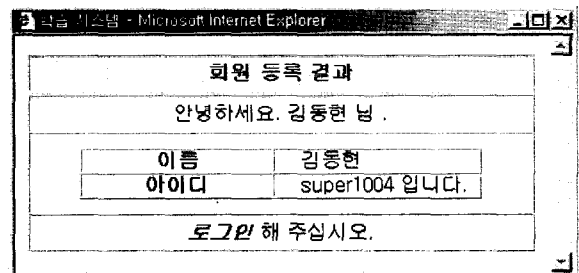 학습 시스템 - Microsoft Internet Explorer
회원 등록 결과
안녕하세요. 김동현 님 .
이름 김동현
아이디 super1004 입니다.
로그인 해 주십시오.